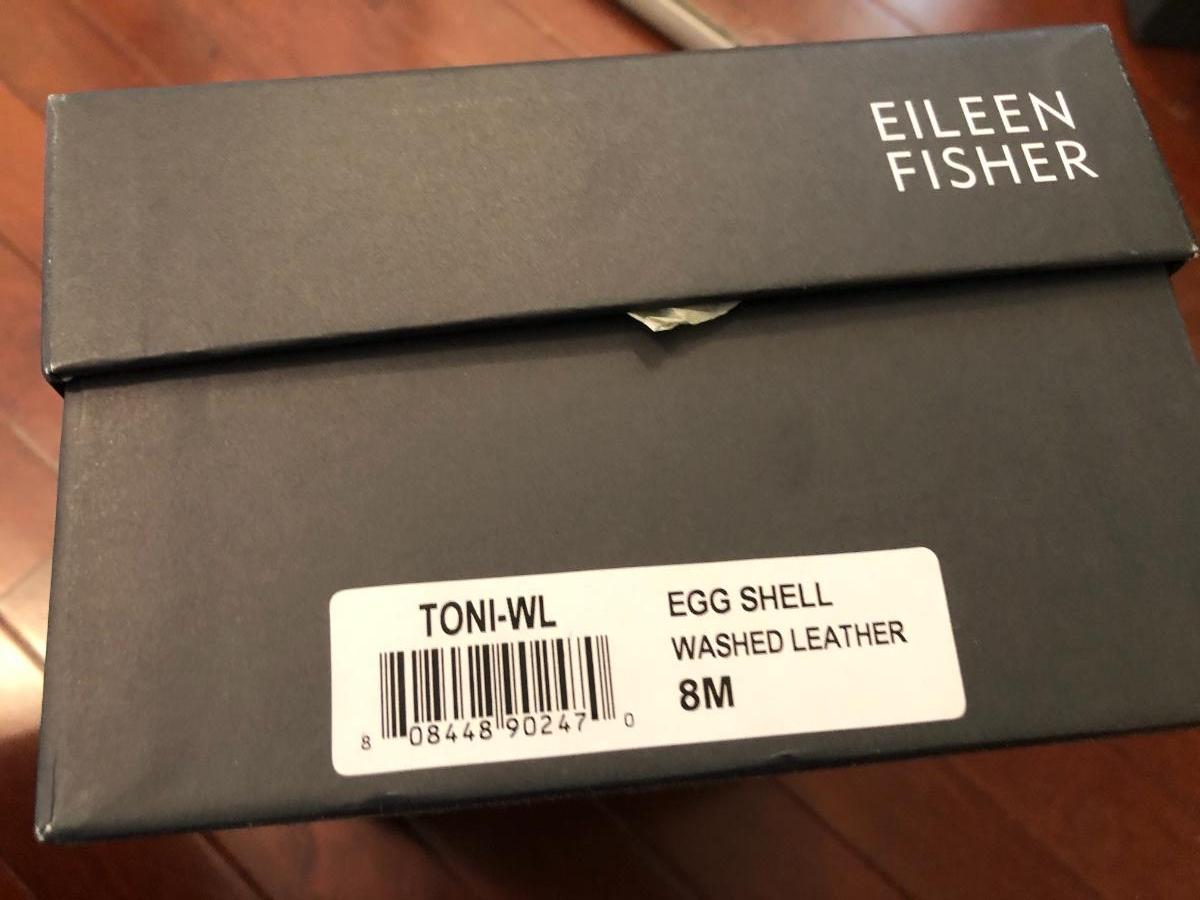 EILEEN
FISHER
TONI-WL
8 08448 90247 0
EGG SHELL
WASHED LEATHER
8M